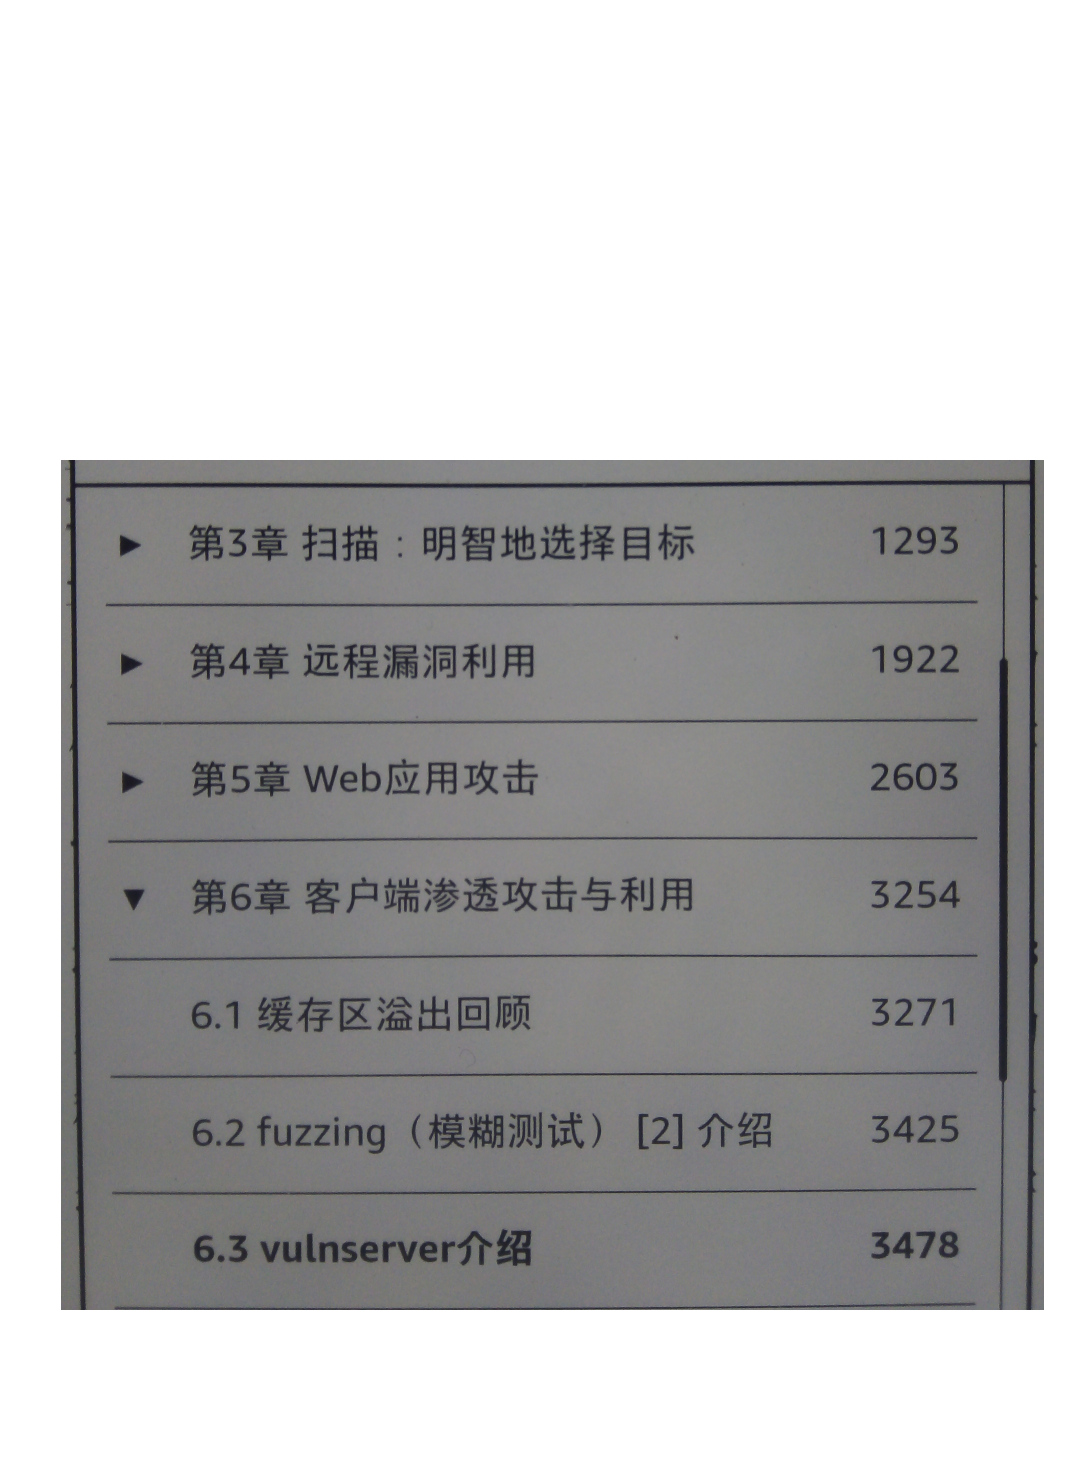 ▶ 第3章 扫描：明智地选择目标 1293
▶ 第4章 远程漏洞利用 1922
▶ 第5章 Web应用攻击 2603
▼ 第6章 客户端渗透攻击与利用 3254
6.1 缓存区溢出回顾 3271
6.2 fuzzing（模糊测试） [2] 介绍 3425
6.3 vulnserver介绍 3478